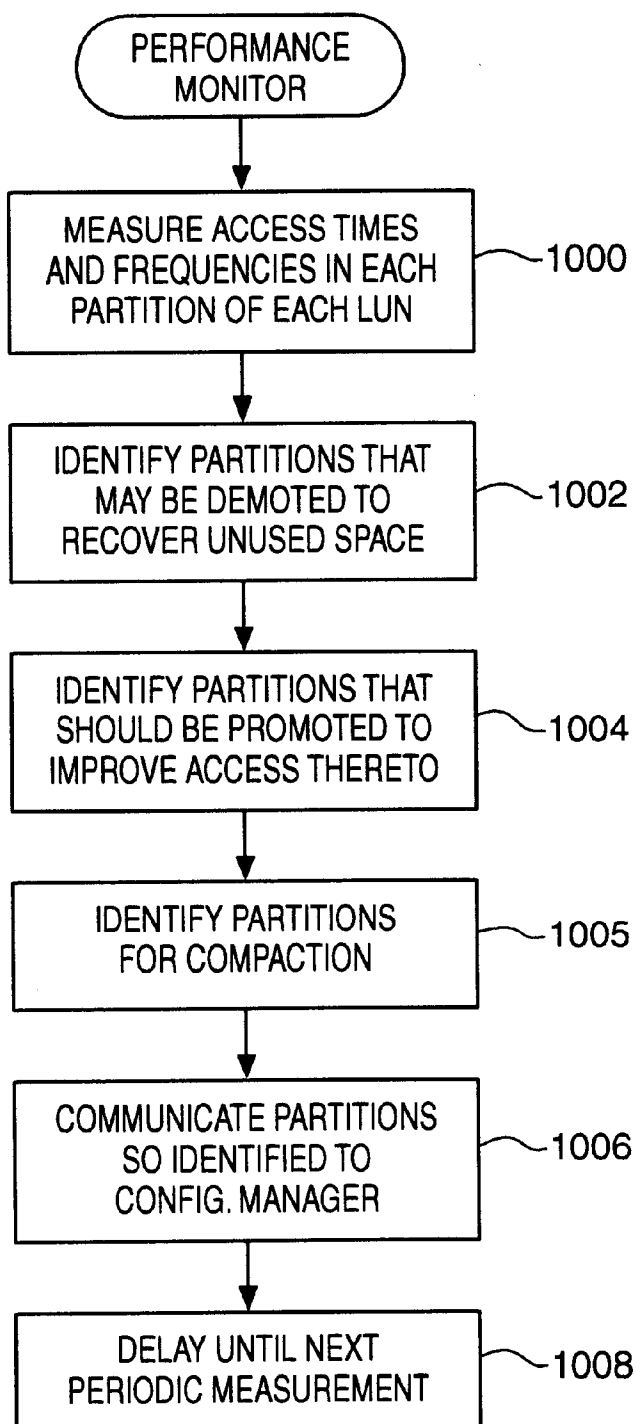 PERFORMANCE
MONITOR
MEASURE ACCESS TIMES
AND FREQUENCIES IN EACH
PARTITION OF EACH LUN
1000
IDENTIFY PARTITIONS THAT
MAY BE DEMOTED TO
RECOVER UNUSED SPACE
1002
IDENTIFY PARTITIONS THAT
SHOULD BE PROMOTED TO
IMPROVE ACCESS THERETO
1004
IDENTIFY PARTITIONS
FOR COMPACTION
1005
COMMUNICATE PARTITIONS
SO IDENTIFIED TO
CONFIG. MANAGER
1006
DELAY UNTIL NEXT
PERIODIC MEASUREMENT
1008